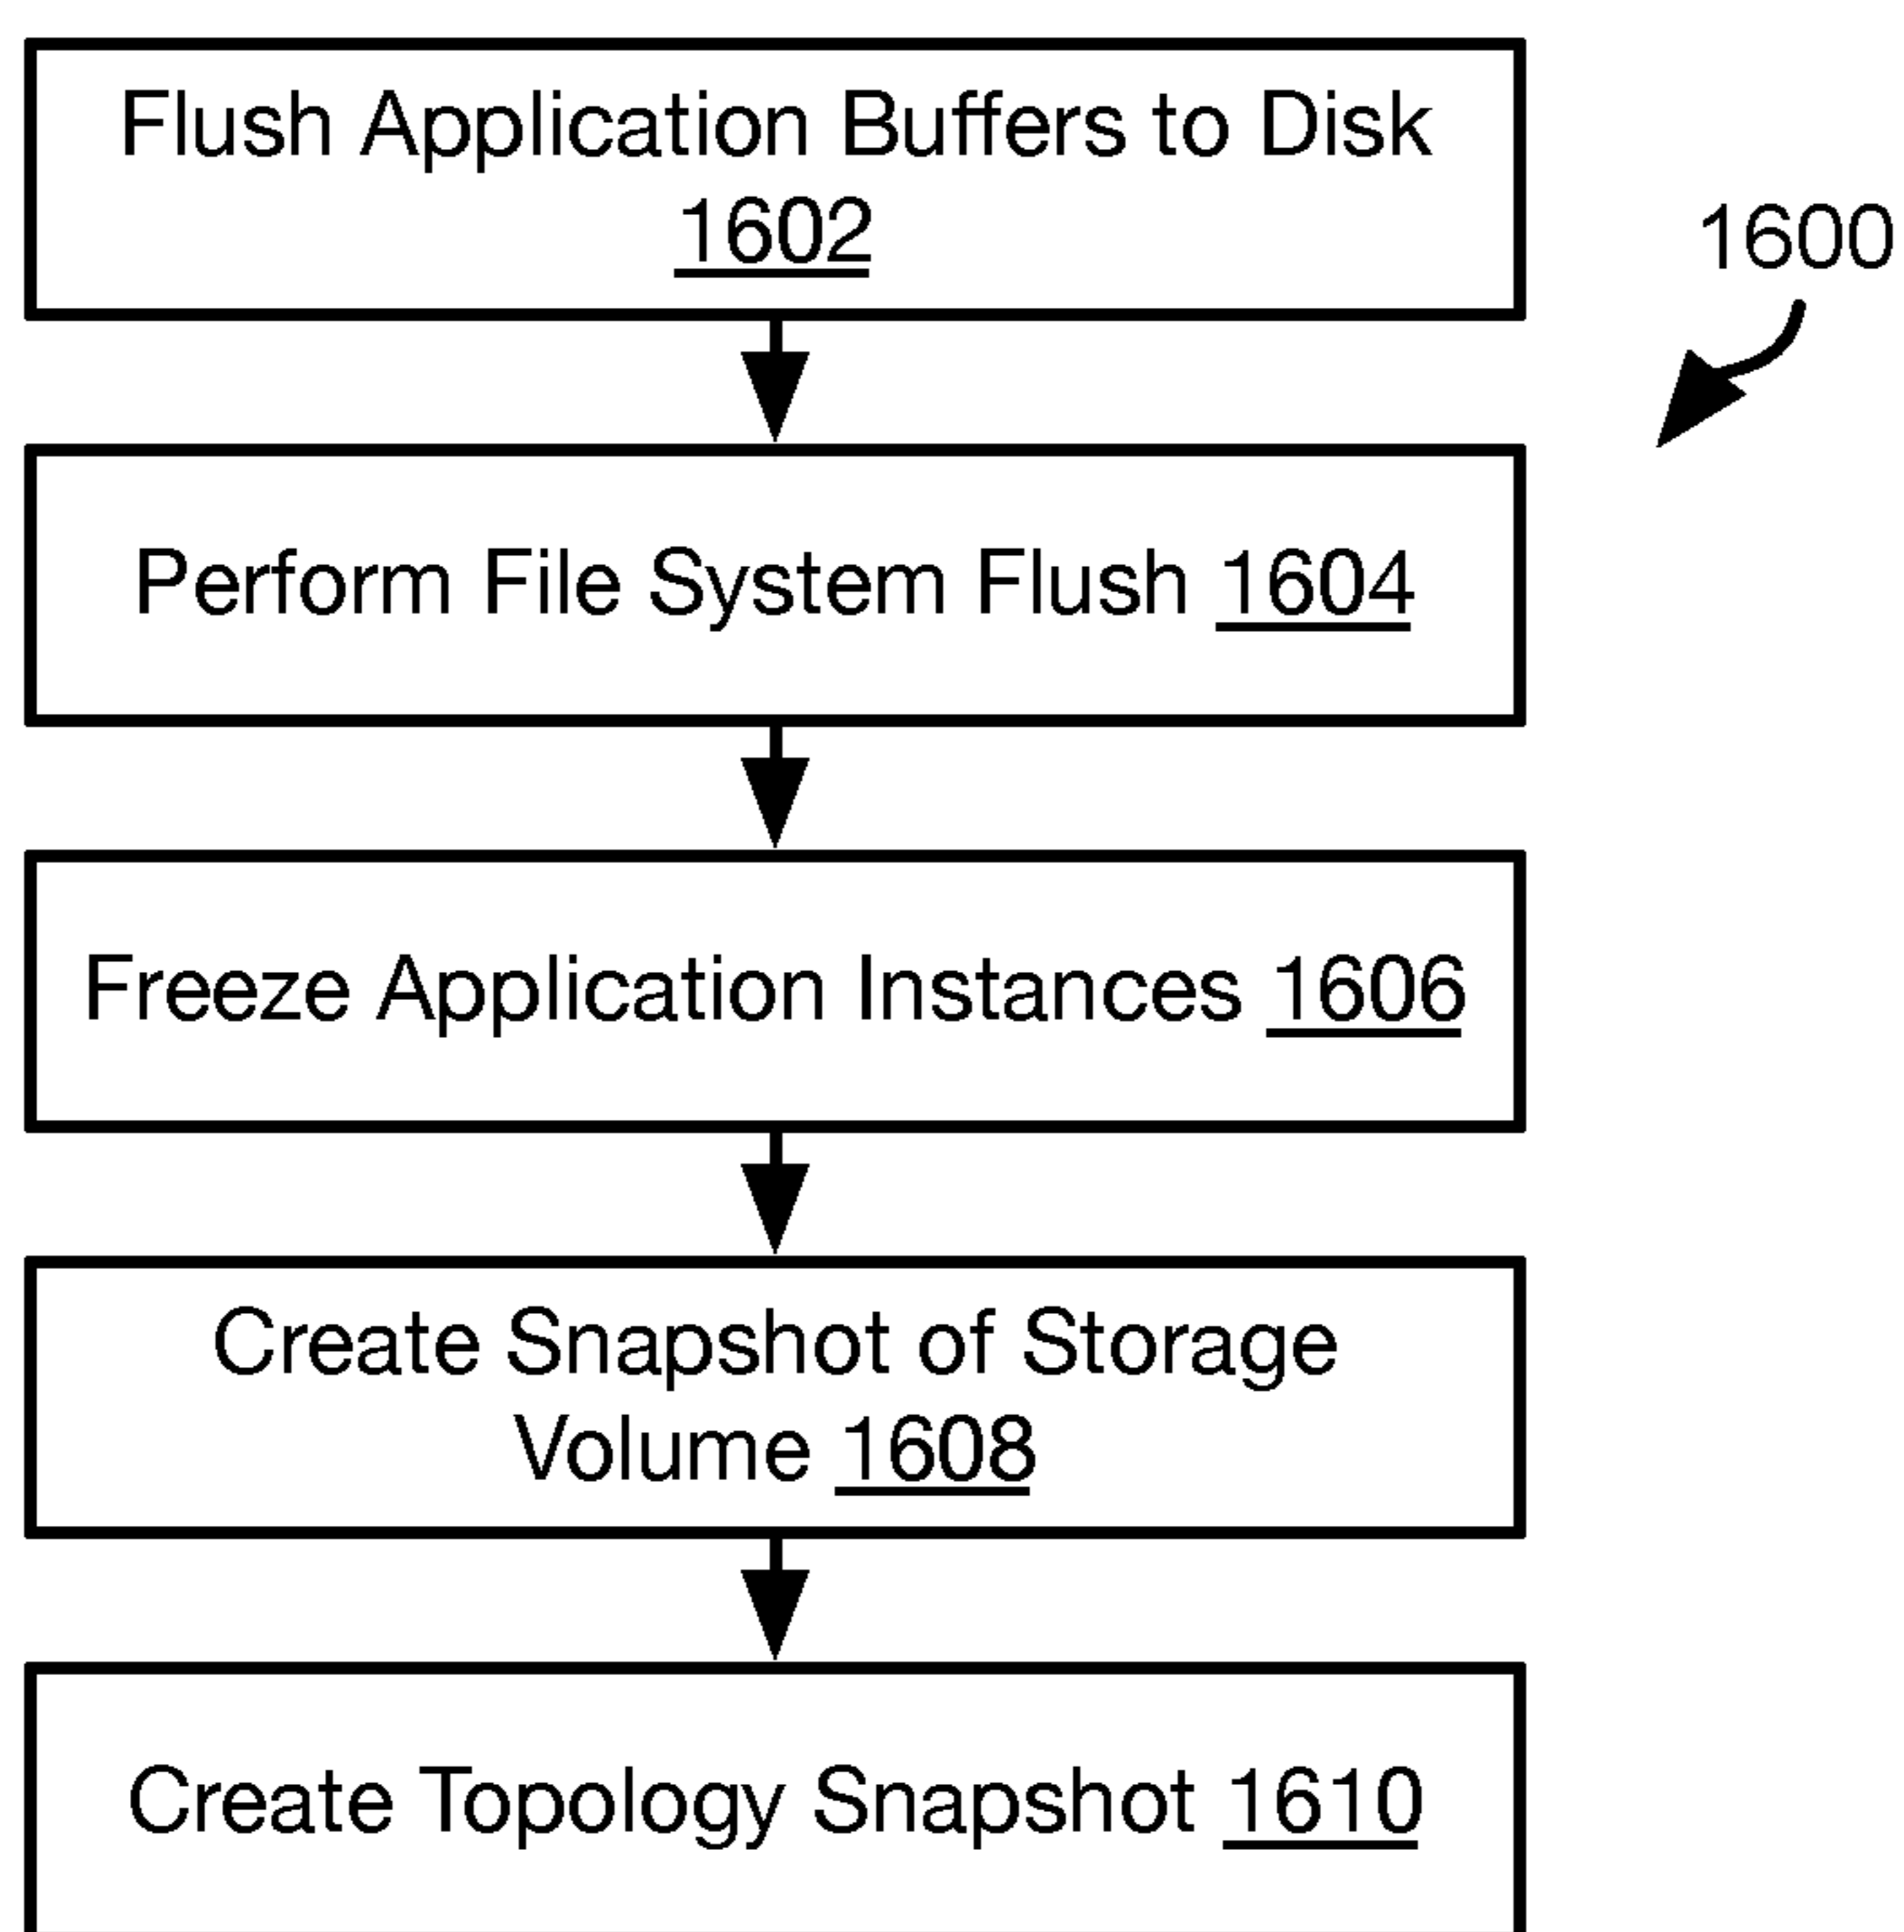 Flush Application Buffers to Disk
1602
1600
Perform File System Flush 1604
Freeze Application Instances 1606
Create Snapshot of Storage
Volume 1608
Create Topology Snapshot 1610